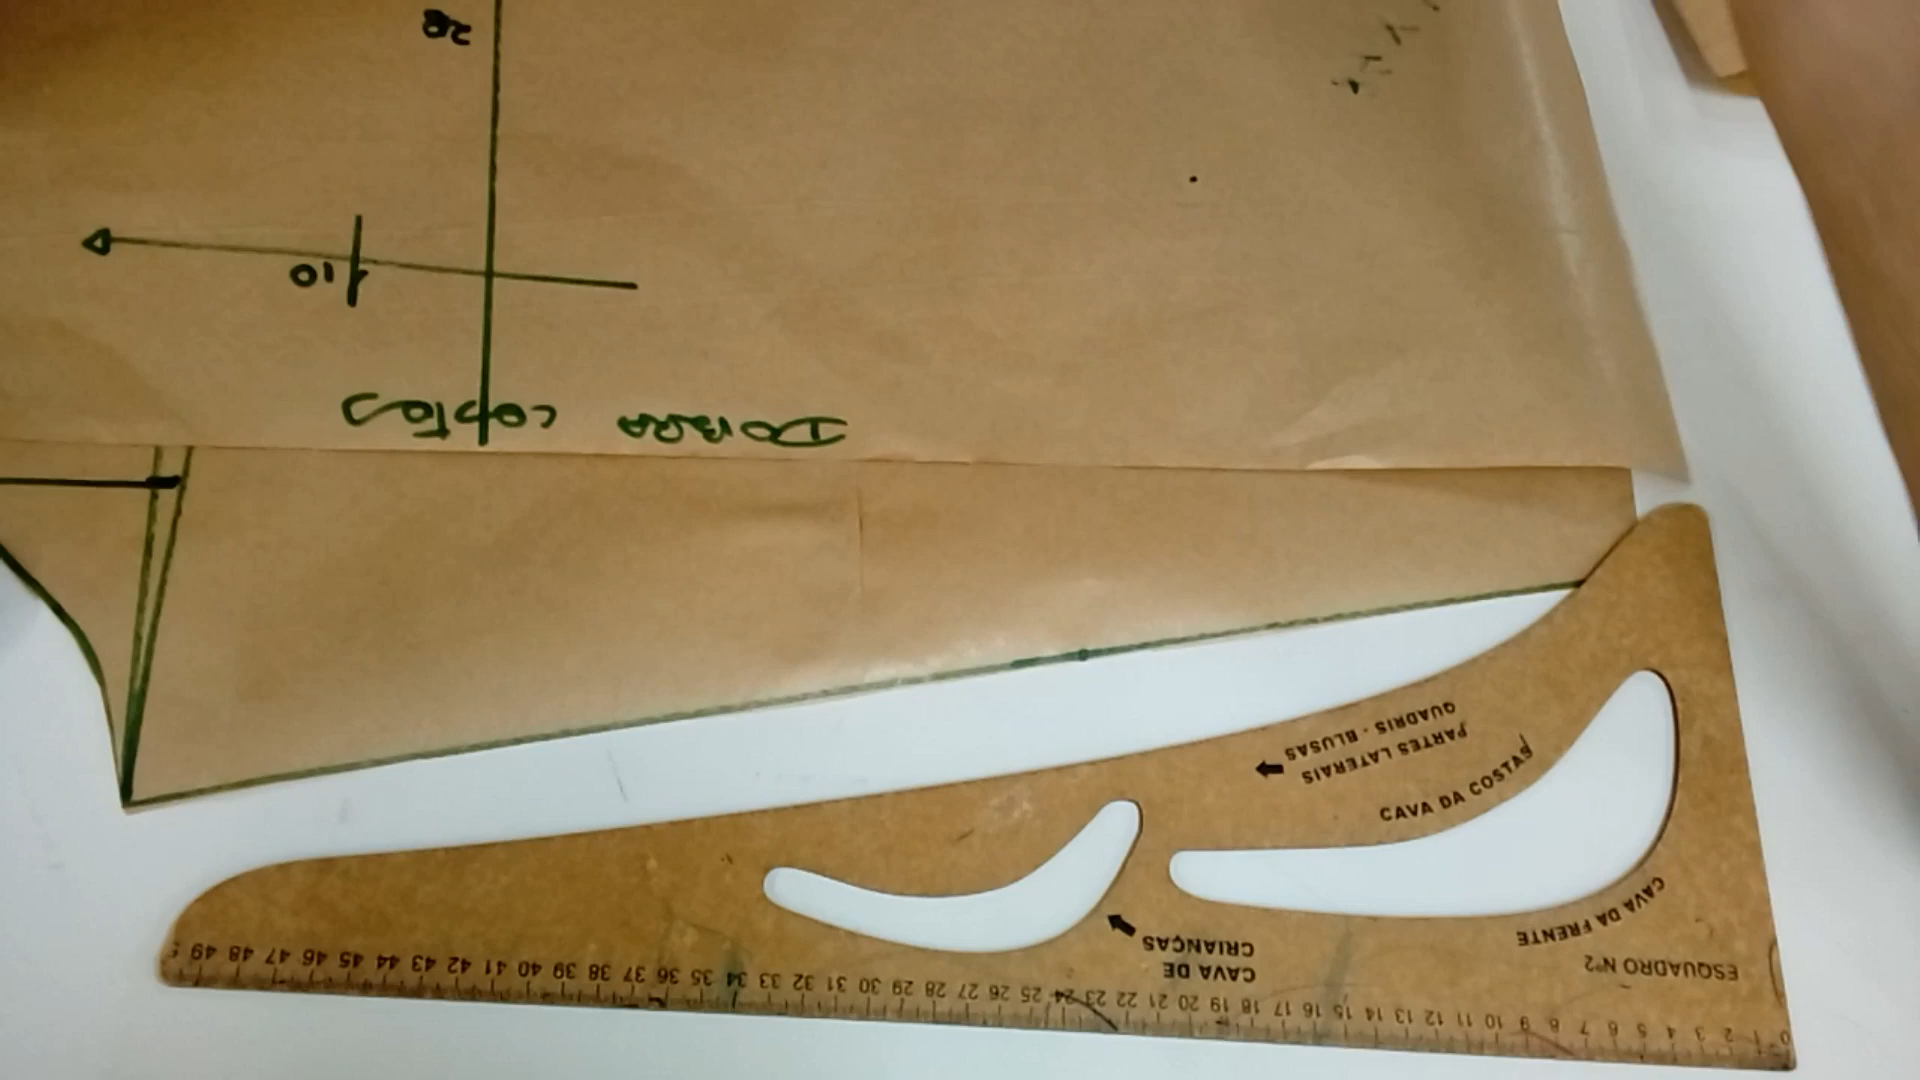 28
10
DOBRA COSTAS
QUADRIS - BLUSAS
PARTES LATERAIS
CAVA DA COSTAS
CAVA DA FRENTE
CAVA DE
CRIANÇAS
ESQUADRO Nº2
0 1 2 3 4 5 6 7 8 9 10 11 12 13 14 15 16 17 18 19 20 21 22 23 24 25 26 27 28 29 30 31 32 33 34 35 36 37 38 39 40 41 42 43 44 45 46 47 48 49